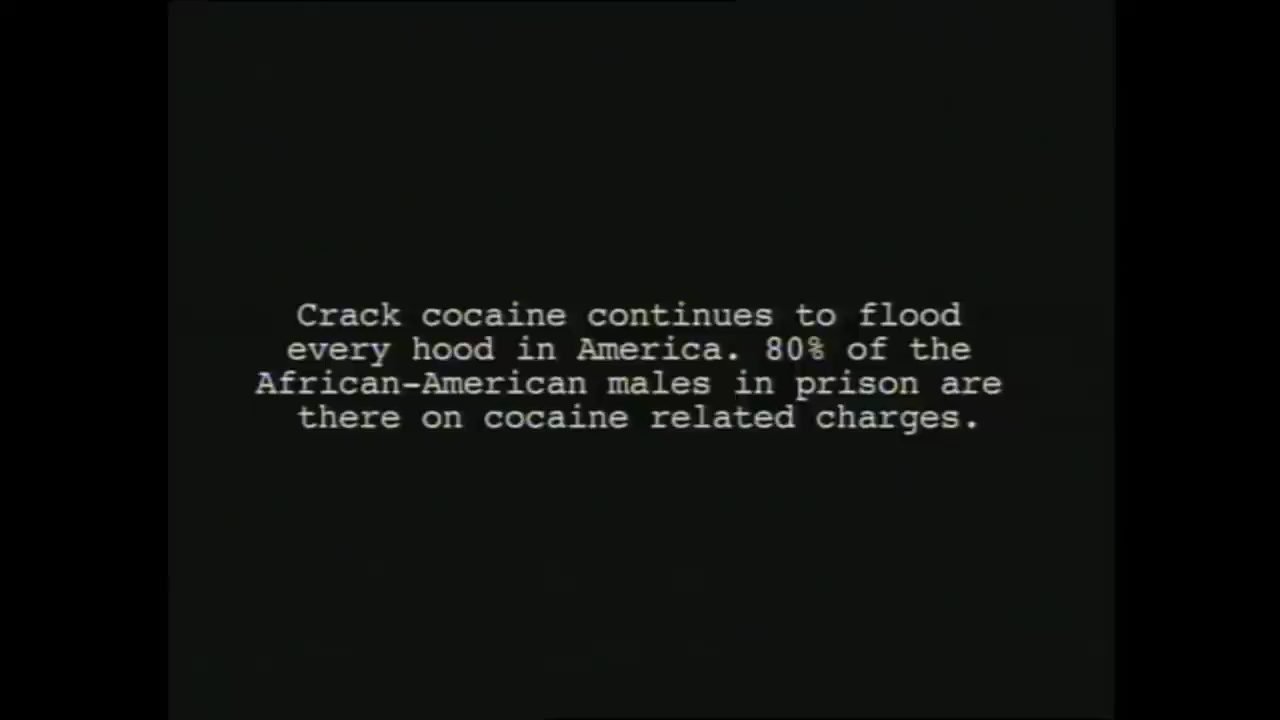 Crack cocaine continues to flood
every hood in America. 80% of the
African-American males in prison are
there on cocaine related charges.